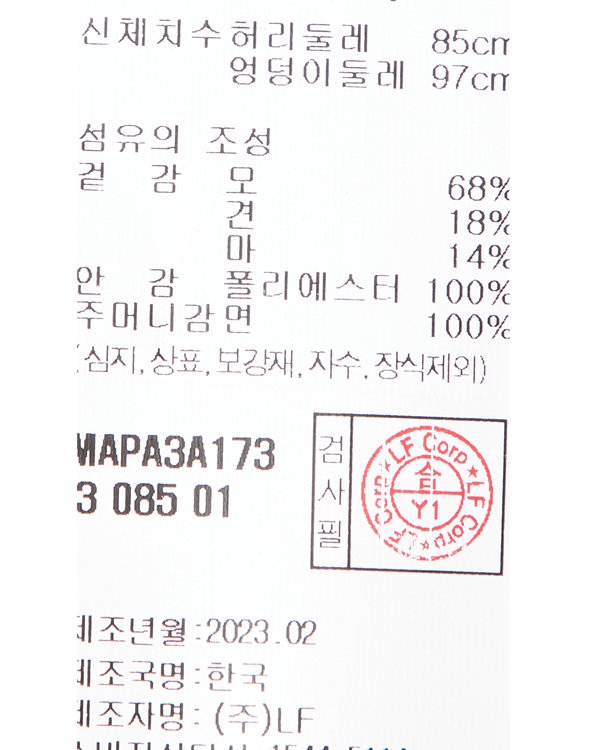 신체치수 허리둘레 85cm
엉덩이둘레 97cm
섬유의 조성
겉 감 모 68%
견 18%
마 14%
안 감 폴리에스터 100%
주머니감 면 100%
(심지, 상표, 보강재, 자수, 장식제외)
MAPA3A173
3 085 01
검사필
LF Corp ★ LF Corp ★ LF Corp ★
합
Y1
제조년월:2023.02
제조국명:한국
제조자명: (주)LF